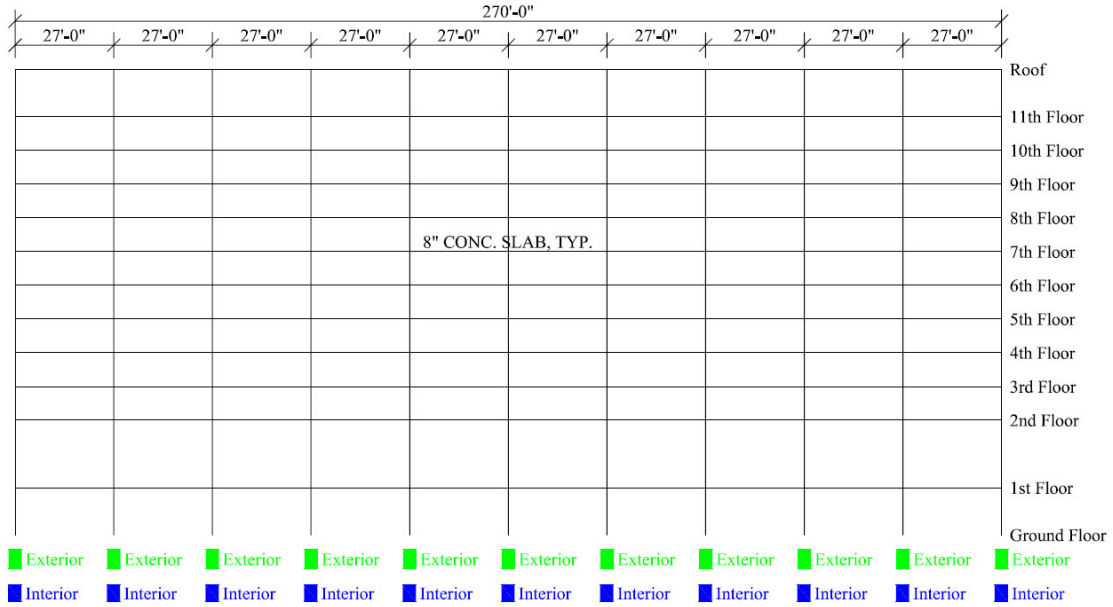 270'-0"
27'-0" 27'-0" 27'-0" 27'-0" 27'-0" 27'-0" 27'-0" 27'-0" 27'-0" 27'-0"
Roof
11th Floor
10th Floor
9th Floor
8th Floor
8" CONC. SLAB, TYP.
7th Floor
6th Floor
5th Floor
4th Floor
3rd Floor
2nd Floor
1st Floor
Ground Floor
Exterior Exterior Exterior Exterior Exterior Exterior Exterior Exterior Exterior Exterior Exterior
Interior Interior Interior Interior Interior Interior Interior Interior Interior Interior Interior